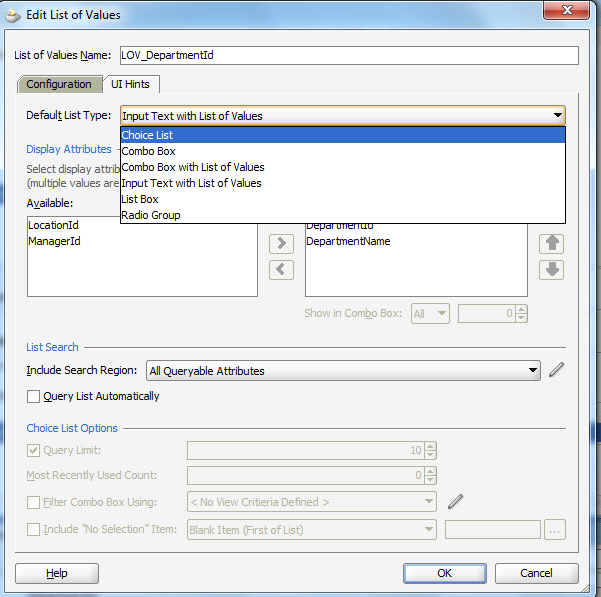 Edit List of Values
List of Values Name: LOV_DepartmentId
Configuration UI Hints
Default List Type: Input Text with List of Values
Choice List
Display Attributes Combo Box
Select display attrib Combo Box with List of Values
(multiple values are Input Text with List of Values
Available: List Box
Radio Group
LocationId DepartmentId
ManagerId DepartmentName
Show in Combo Box: All 0
List Search
Include Search Region: All Queryable Attributes
Query List Automatically
Choice List Options
Query Limit: 10
Most Recently Used Count: 0
Filter Combo Box Using: < No View Critieria Defined >
Include "No Selection" Item: Blank Item (First of List) ...
Help OK Cancel